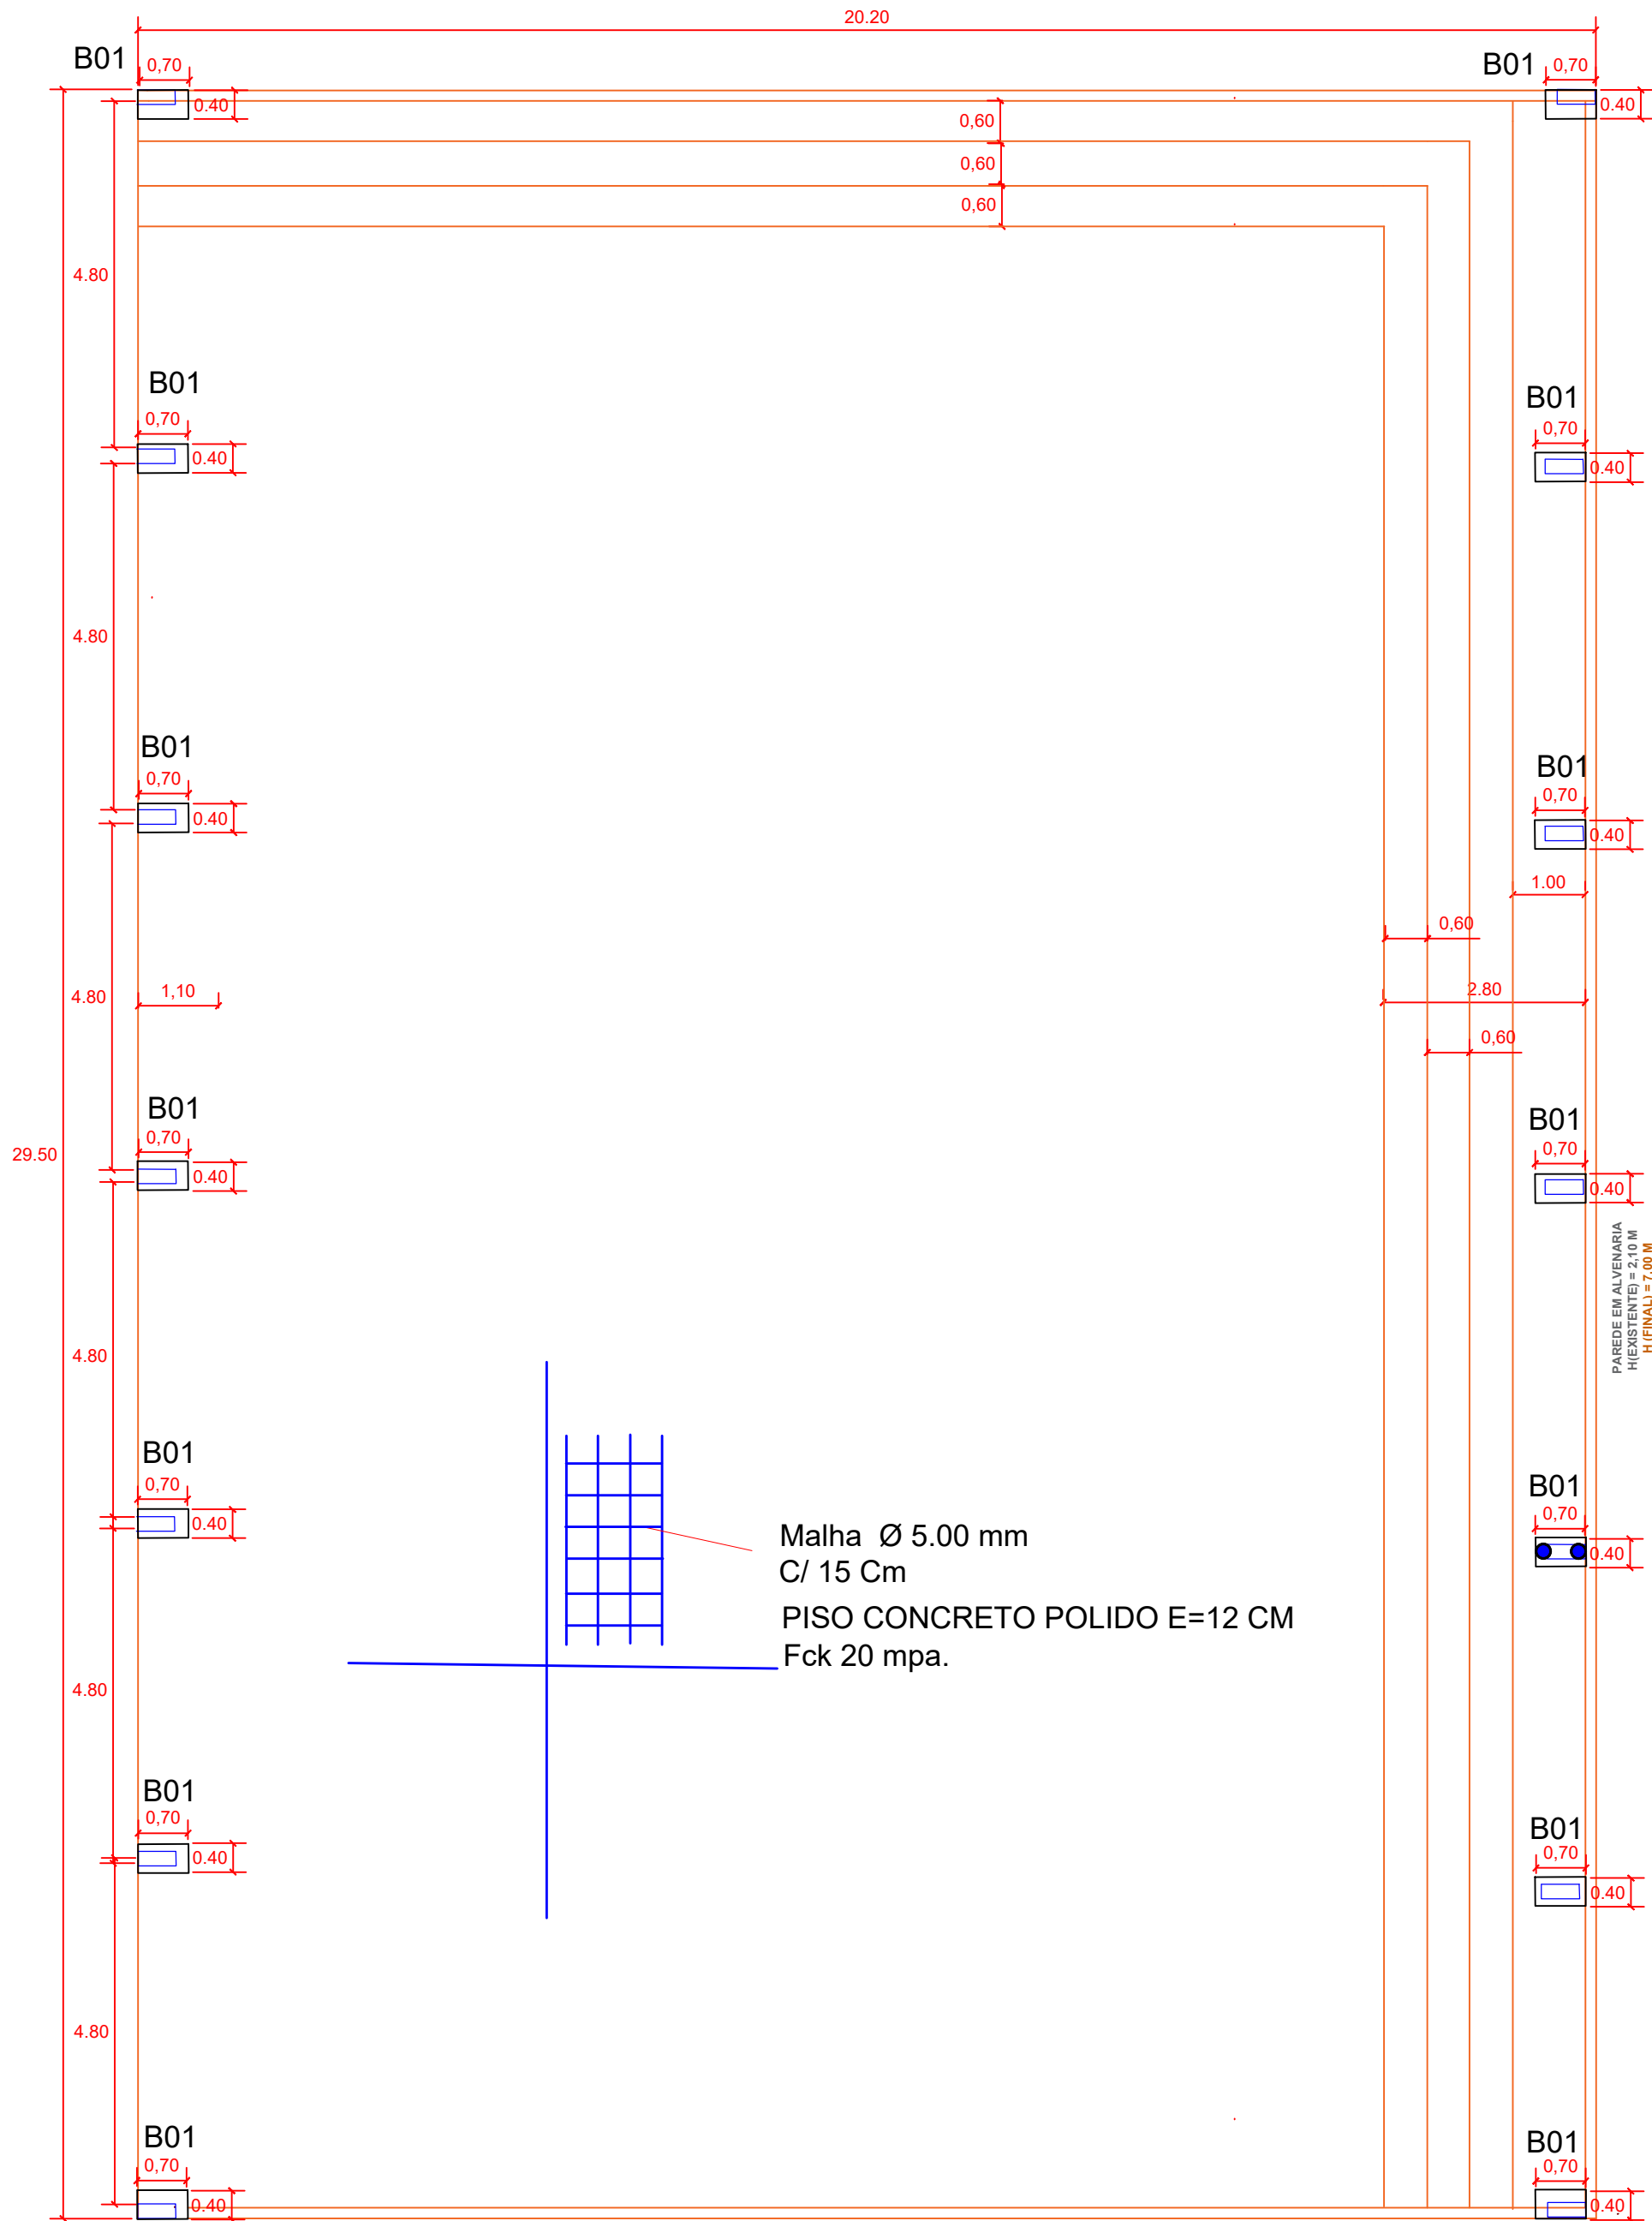 20.20
B01
0,70
0.40
B01
0,70
0.40
0,60
0,60
0,60
4.80
B01
0,70
0.40
B01
0,70
0.40
4.80
B01
0,70
0.40
B01
0,70
0.40
1.00
0,60
4.80
1,10
2.80
0,60
B01
0,70
0.40
B01
0,70
0.40
29.50
PAREDE EM ALVENARIA
H(EXISTENTE) = 2,10 M
H (FINAL) = 7,00 M
4.80
B01
0,70
0.40
B01
0,70
0.40
Malha Ø 5.00 mm
C/ 15 Cm
PISO CONCRETO POLIDO E=12 CM
Fck 20 mpa.
4.80
B01
0,70
0.40
B01
0,70
0.40
4.80
B01
0,70
0.40
B01
0,70
0.40